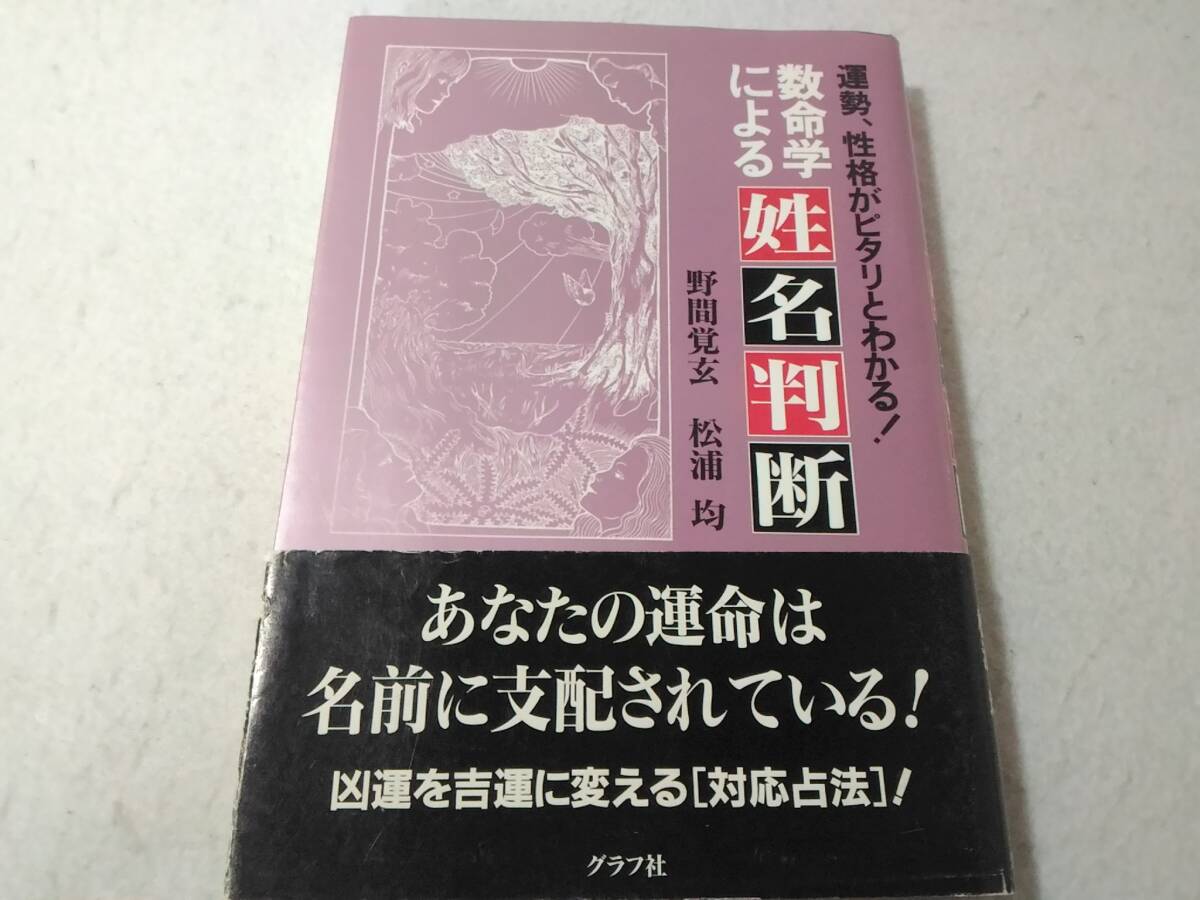 運勢、性格がピタリとわかる!
数命学
による
姓名判断
野間覚玄 松浦 均
あなたの運命は
名前に支配されている!
凶運を吉運に変える[対応占法]!
グラフ社